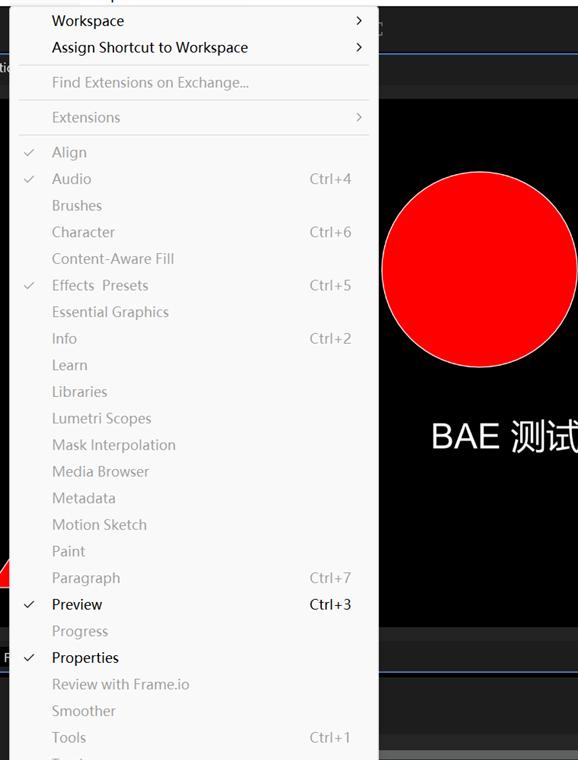 Workspace
Assign Shortcut to Workspace
Find Extensions on Exchange...
Extensions
Align
Audio Ctrl+4
Brushes
Character Ctrl+6
Content-Aware Fill
Effects  Presets Ctrl+5
Essential Graphics
Info Ctrl+2
Learn
Libraries
Lumetri Scopes
Mask Interpolation
Media Browser
BAE 测试
Metadata
Motion Sketch
Paint
Paragraph Ctrl+7
Preview Ctrl+3
Progress
Properties
Review with Frame.io
Smoother
Tools Ctrl+1